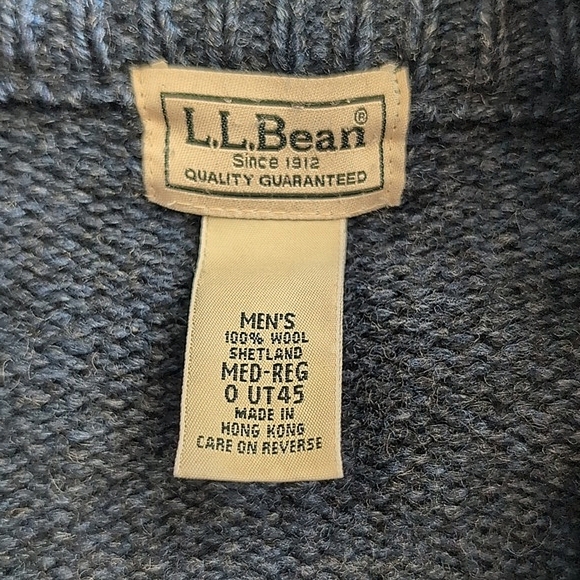 L.L.Bean®
Since 1912
QUALITY GUARANTEED
MEN'S
100% WOOL
SHETLAND
MED-REG
0 UT45
MADE IN
HONG KONG
CARE ON REVERSE